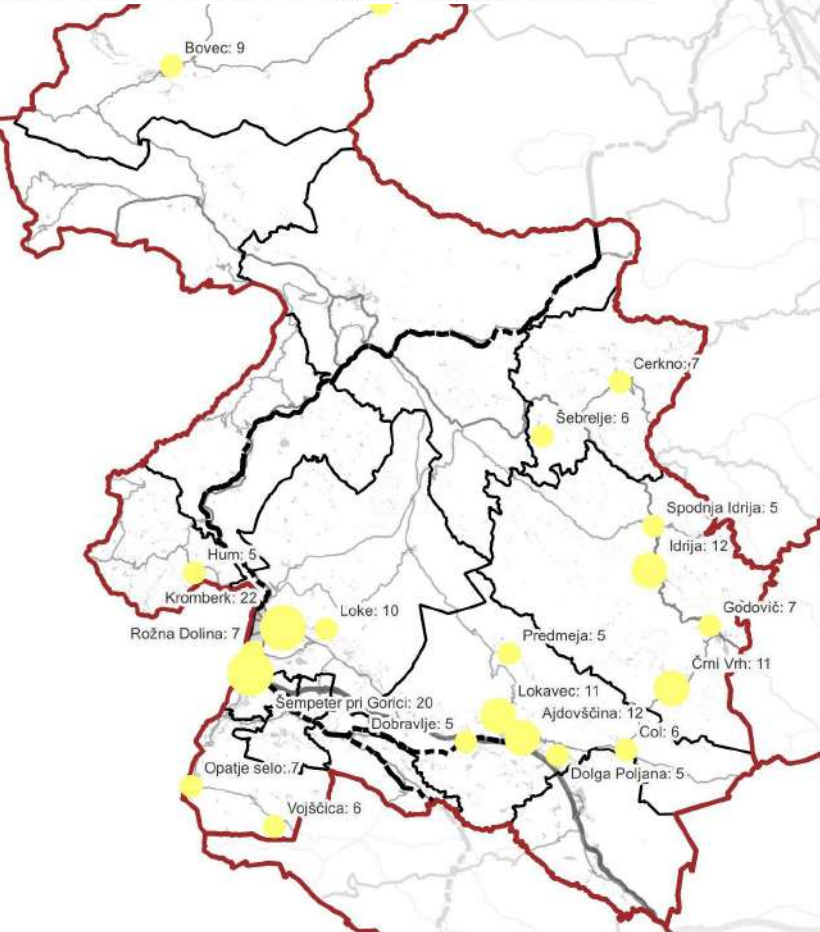 Bovec: 9
Cerkno: 7
Šebrelje: 6
Spodnja Idrija: 5
Idrija: 12
Hum: 5
Kromberk: 22
Loke: 10
Godovič: 7
Rožna Dolina: 7
Predmeja: 5
Črni Vrh: 11
Lokavec: 11
Šempeter pri Gorici: 20
Ajdovščina: 12
Dobravlje: 5
Col: 6
Opatje selo: 7
Dolga Poljana: 5
Vojščica: 6